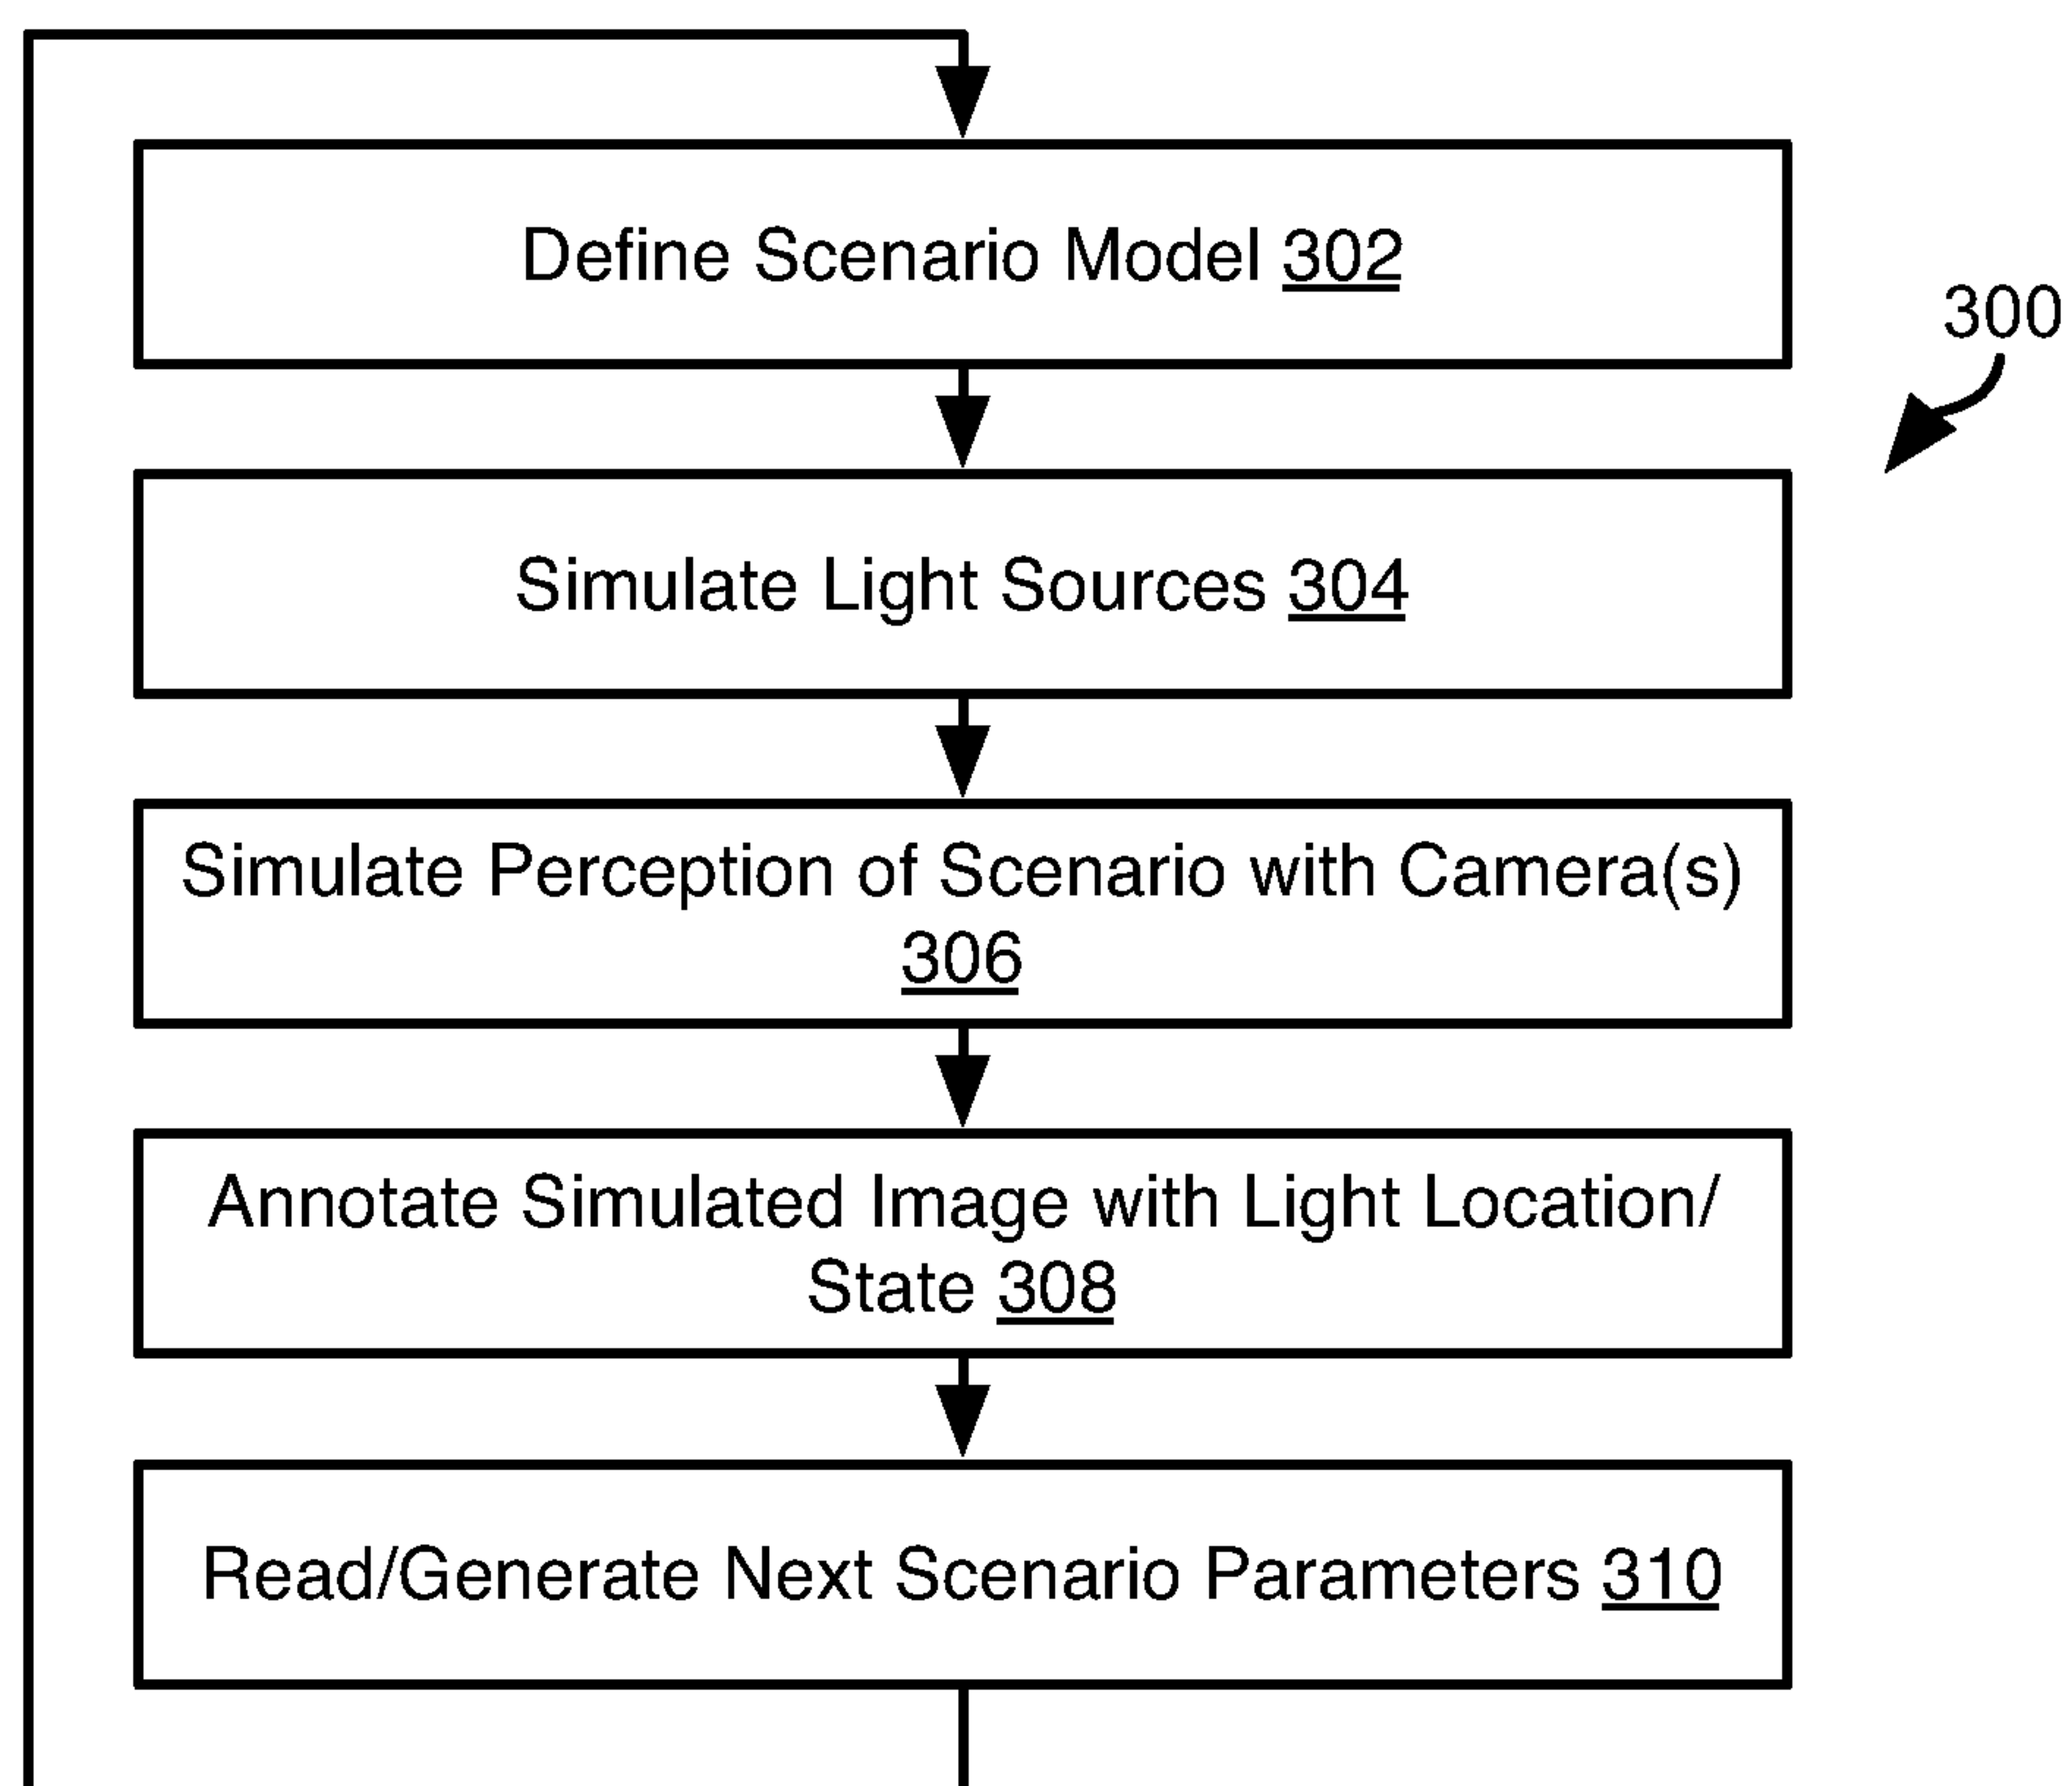 Define Scenario Model 302
300
Simulate Light Sources 304
Simulate Perception of Scenario with Camera(s)
306
Annotate Simulated Image with Light Location/
State 308
Read/Generate Next Scenario Parameters 310